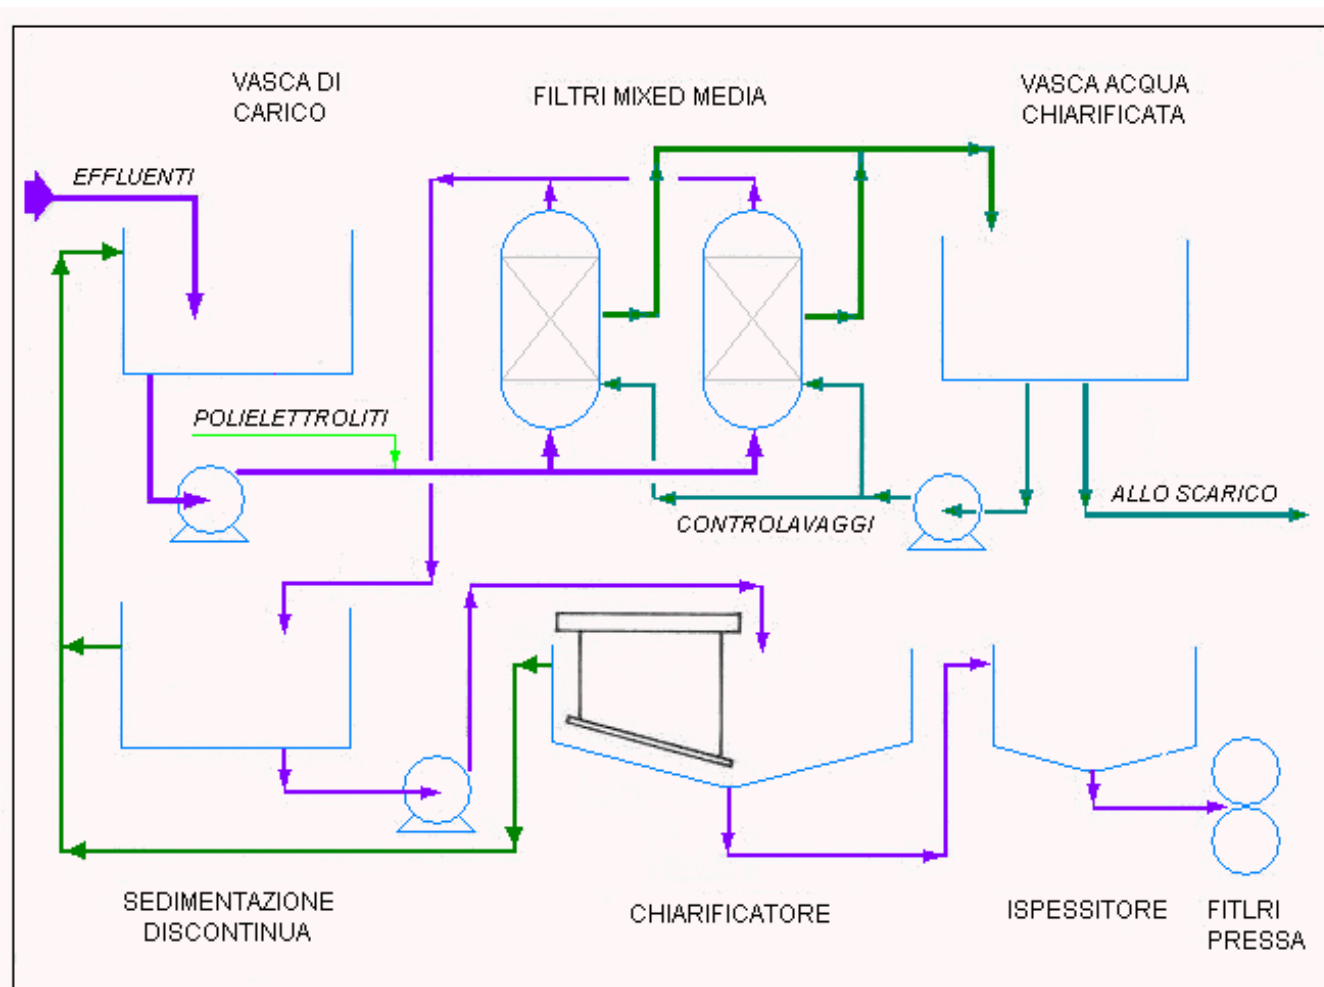 VASCA DI
CARICO
FILTRI MIXED MEDIA
VASCA ACQUA
CHIARIFICATA
EFFLUENTI
POLIELETTROLITI
CONTROLAVAGGI
ALLO SCARICO
SEDIMENTAZIONE
DISCONTINUA
CHIARIFICATORE
ISPESSITORE
FITLRI
PRESSA